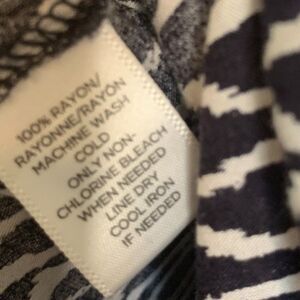 100% RAYON/
RAYONNE/RAYON
MACHINE WASH
COLD
ONLY NON-
CHLORINE BLEACH
WHEN NEEDED
LINE DRY
COOL IRON
IF NEEDED